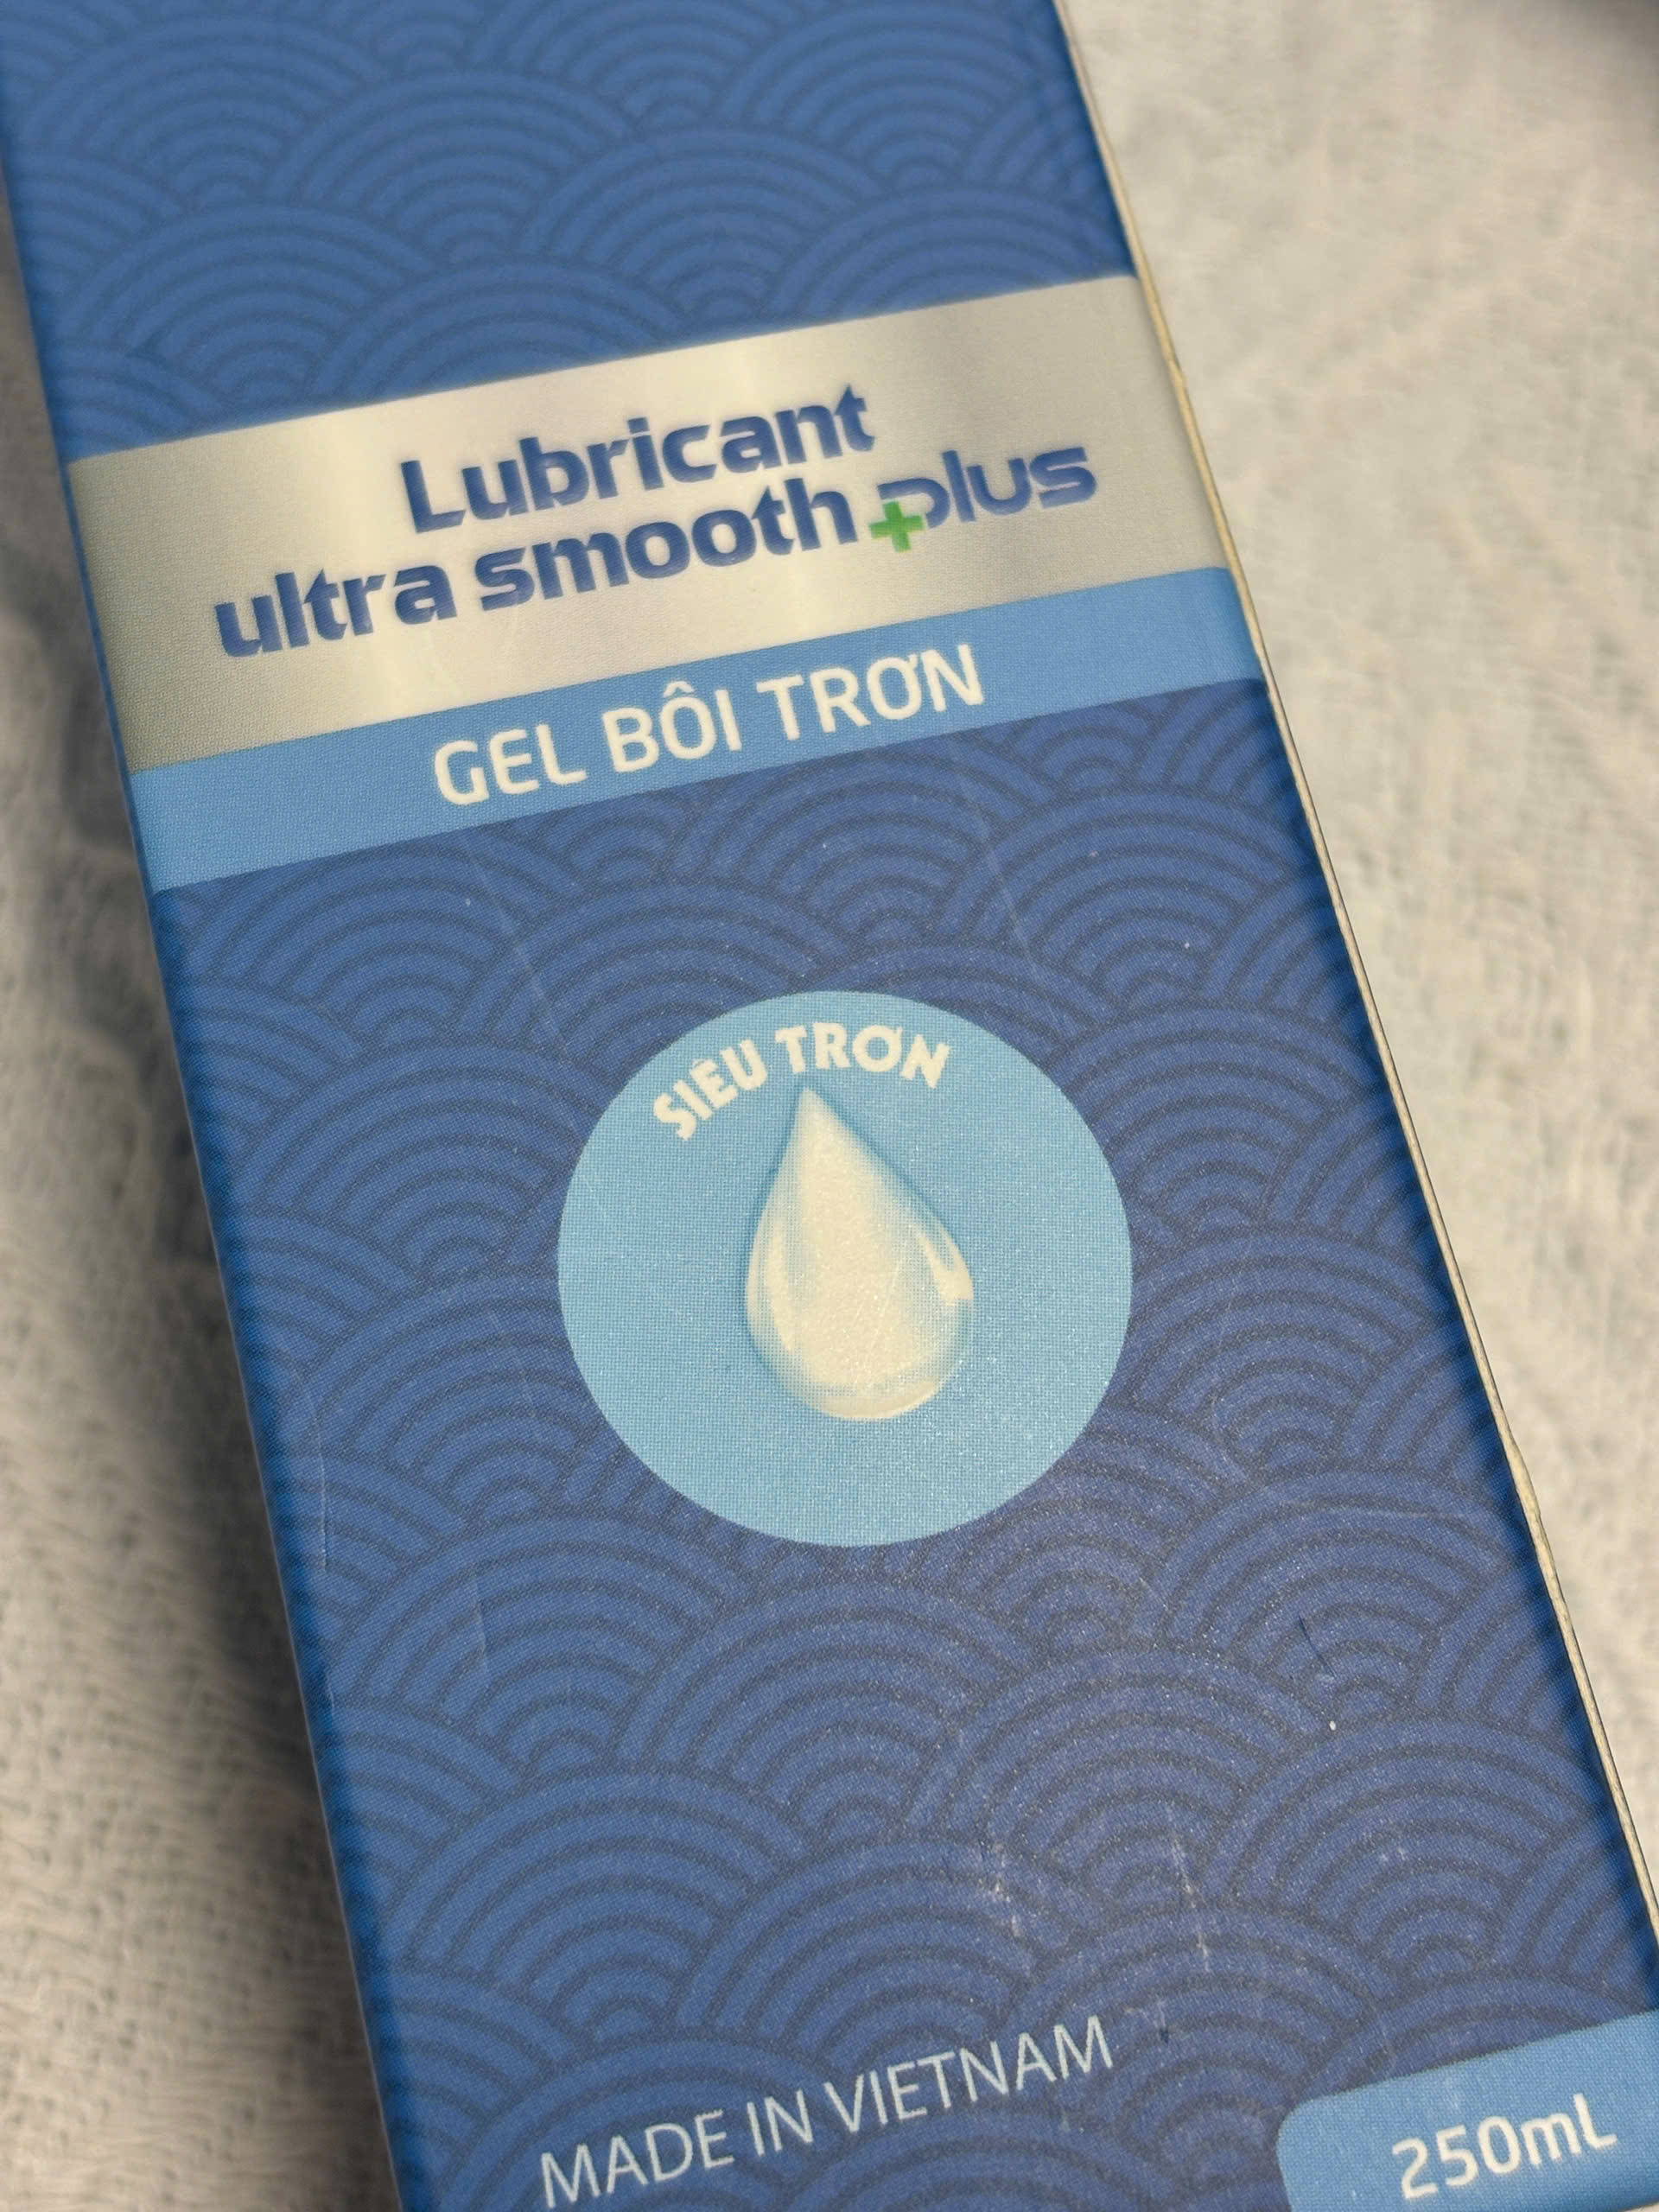 Lubricant
ultra smooth plus
GEL BÔI TRƠN
SIÊU TRƠN
MADE IN VIETNAM
250mL